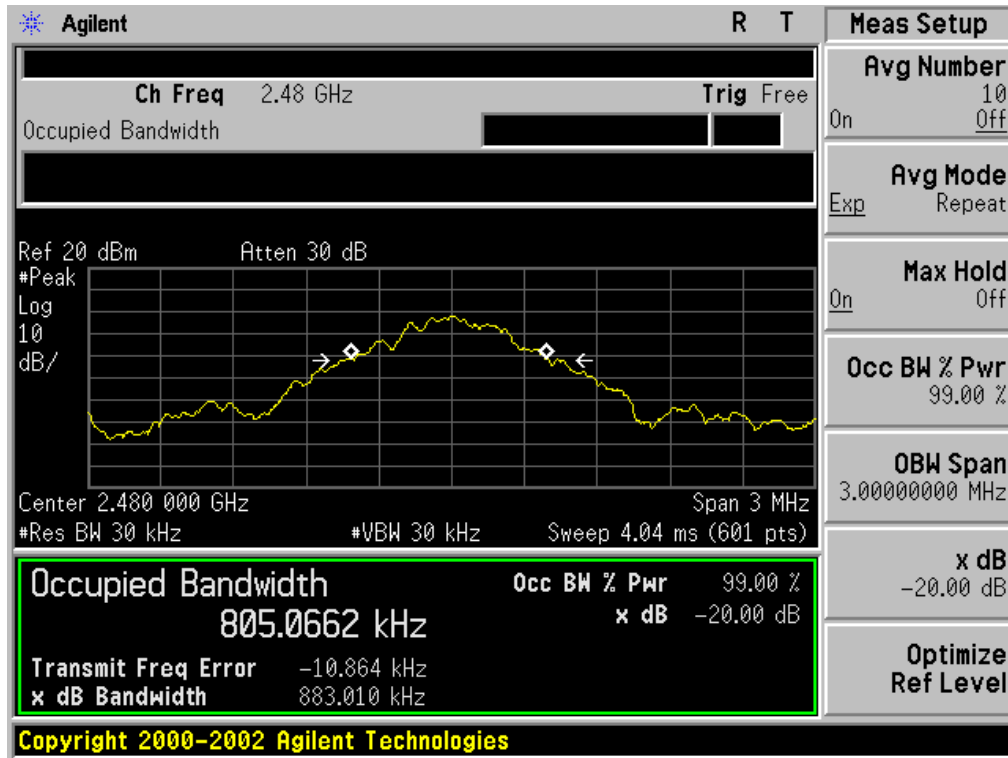 Agilent R T
Ch Freq 2.48 GHz Trig Free
Occupied Bandwidth
Ref 20 dBm Atten 30 dB
#Peak
Log
10
dB/
Center 2.480 000 GHz Span 3 MHz
#Res BW 30 kHz #VBW 30 kHz Sweep 4.04 ms (601 pts)
Occupied Bandwidth Occ BW % Pwr 99.00 %
805.0662 kHz x dB -20.00 dB
Transmit Freq Error -10.864 kHz
x dB Bandwidth 883.010 kHz
Copyright 2000-2002 Agilent Technologies
Meas Setup
Avg Number
10
On Off
Avg Mode
Exp Repeat
Max Hold
On Off
Occ BW % Pwr
99.00 %
OBW Span
3.00000000 MHz
x dB
-20.00 dB
Optimize
Ref Level